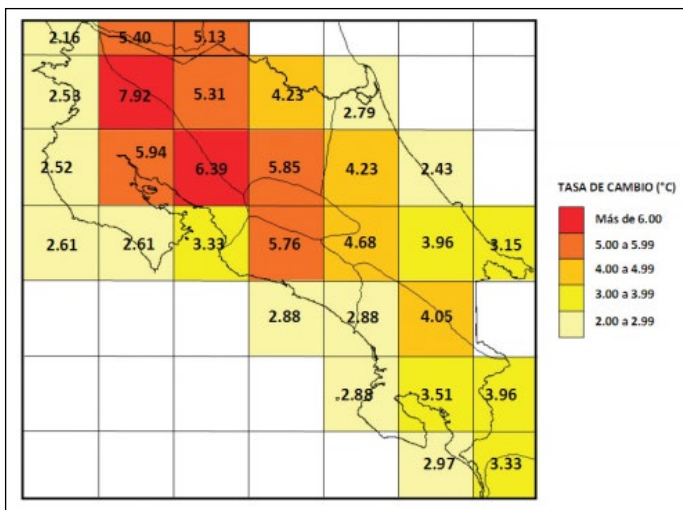 2.16 5.40 5.13
2.53 7.92 5.31 4.23 2.79
2.52 5.94 6.39 5.85 4.23 2.43
2.61 2.61 3.33 5.76 4.68 3.96 3.15
2.88 2.88 4.05
2.88 3.51 3.96
2.97 3.33
TASA DE CAMBIO (°C)
Más de 6.00
5.00 a 5.99
4.00 a 4.99
3.00 a 3.99
2.00 a 2.99